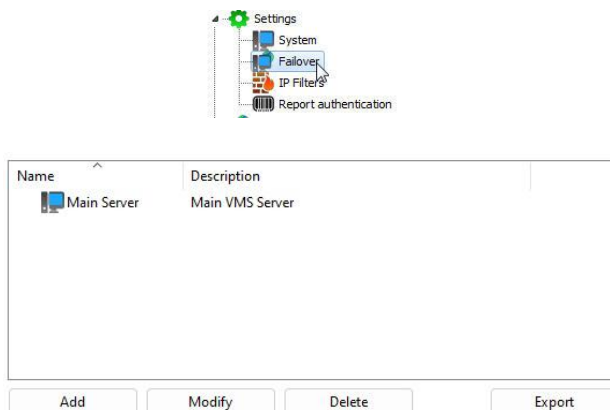 Settings
System
Failover
IP Filters
Report authentication
Name Description
Main Server Main VMS Server
Add Modify Delete Export